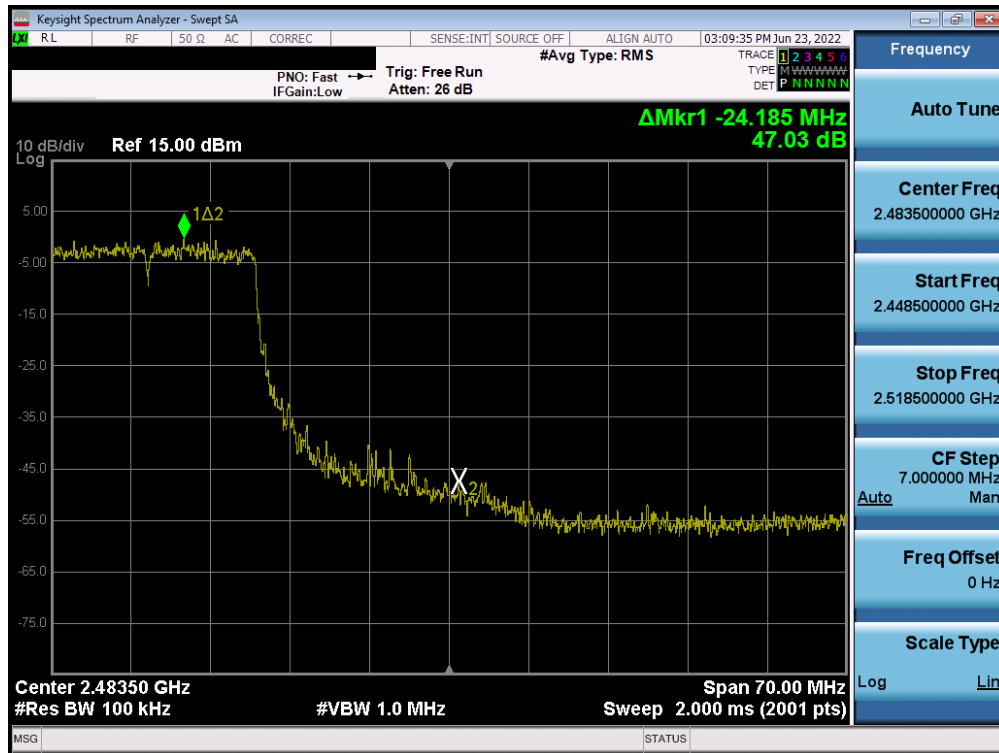 Keysight Spectrum Analyzer - Swept SA
LXI RL RF 50 Ω AC CORREC SENSE:INT SOURCE OFF ALIGN AUTO 03:09:35 PM Jun 23, 2022
#Avg Type: RMS
TRACE 1 2 3 4 5 6
PNO: Fast Trig: Free Run
TYPE M WWWWW
IFGain:Low Atten: 26 dB
DET P N N N N N
ΔMkr1 -24.185 MHz
47.03 dB
10 dB/div Ref 15.00 dBm
Log
1Δ2
5.00
-5.00
-15.0
-25.0
-35.0
-45.0
X2
-55.0
-65.0
-75.0
Center 2.48350 GHz Span 70.00 MHz
#Res BW 100 kHz #VBW 1.0 MHz Sweep 2.000 ms (2001 pts)
MSG STATUS
Frequency
Auto Tune
Center Freq
2.483500000 GHz
Start Freq
2.448500000 GHz
Stop Freq
2.518500000 GHz
CF Step
7.000000 MHz
Auto Man
Freq Offset
0 Hz
Scale Type
Log Lin